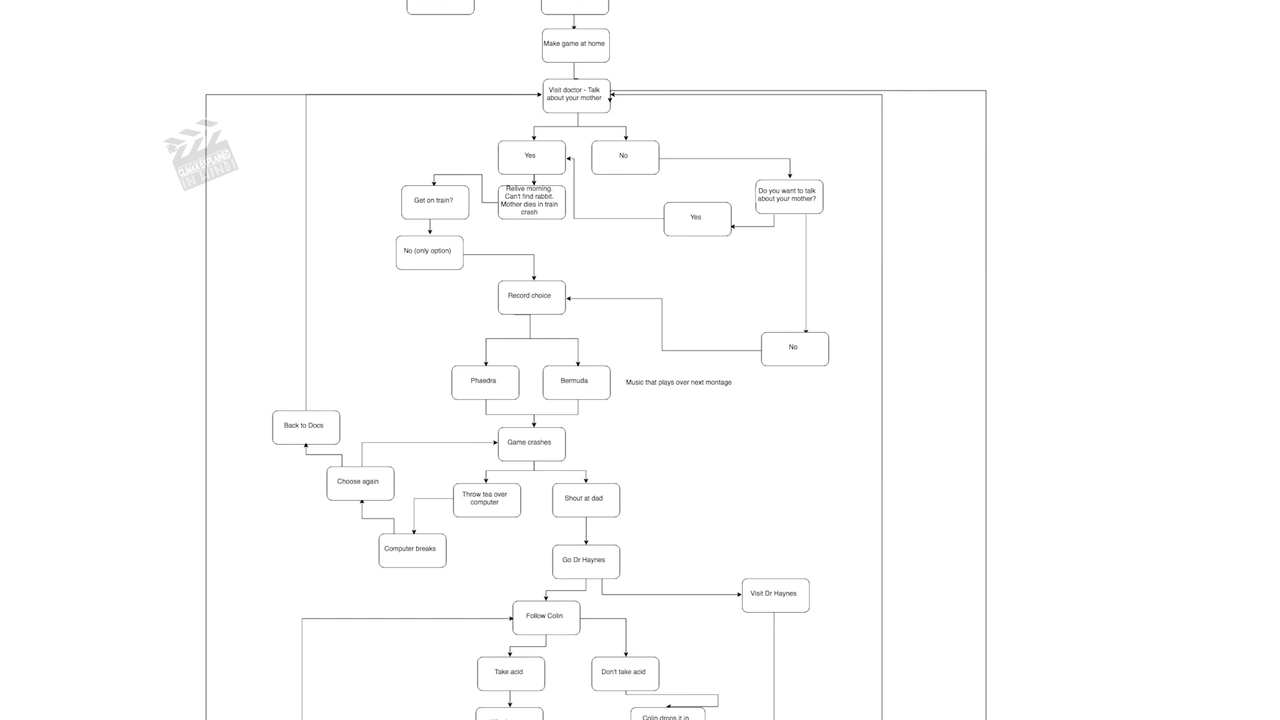 Make game at home
Visit doctor - Talk
about your mother
CLIMAX EXPLAINED
IN HINDI
Yes
No
Do you want to talk
about your mother?
Get on train?
Relive morning.
Can't find rabbit.
Mother dies in train
crash
Yes
No (only option)
Record choice
No
Phaedra
Bermuda
Music that plays over next montage
Back to Docs
Game crashes
Choose again
Throw tea over
computer
Shout at dad
Computer breaks
Go Dr Haynes
Visit Dr Haynes
Follow Colin
Take acid
Don't take acid
Colin drops it in